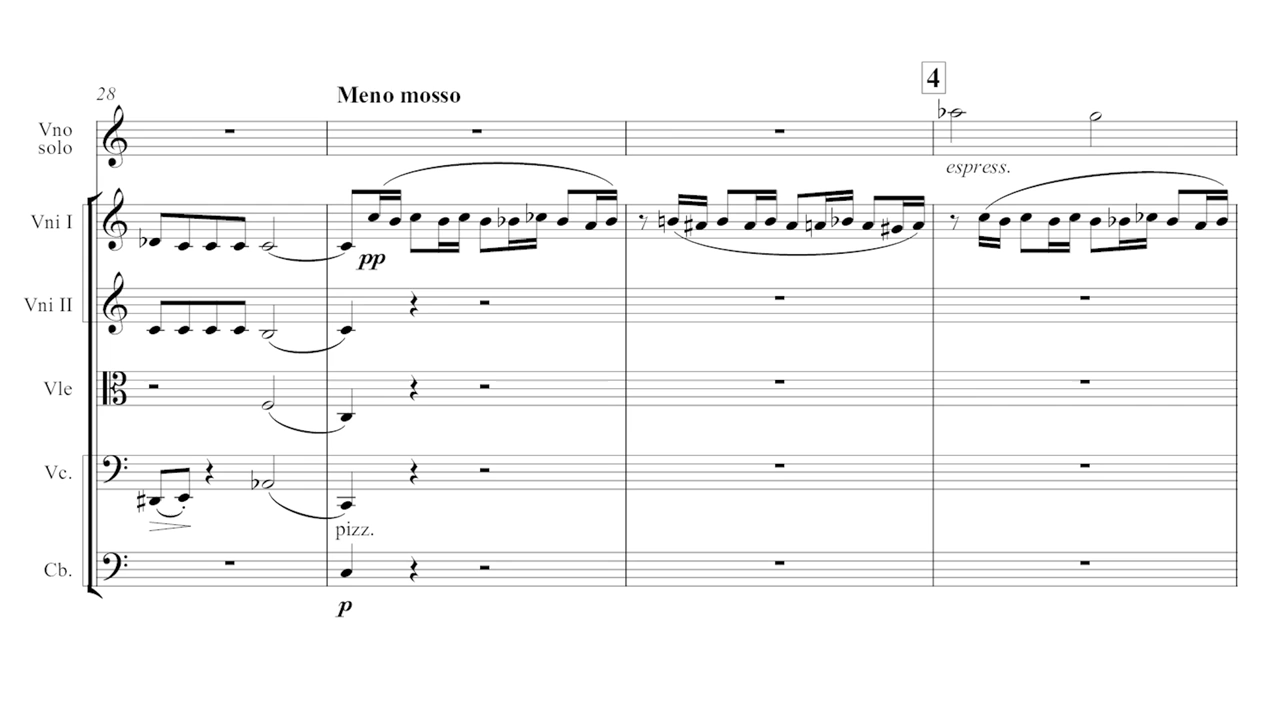 4
28
Meno mosso
Vno
solo
espress.
Vni I
pp
Vni II
Vle
Vc.
pizz.
Cb.
p